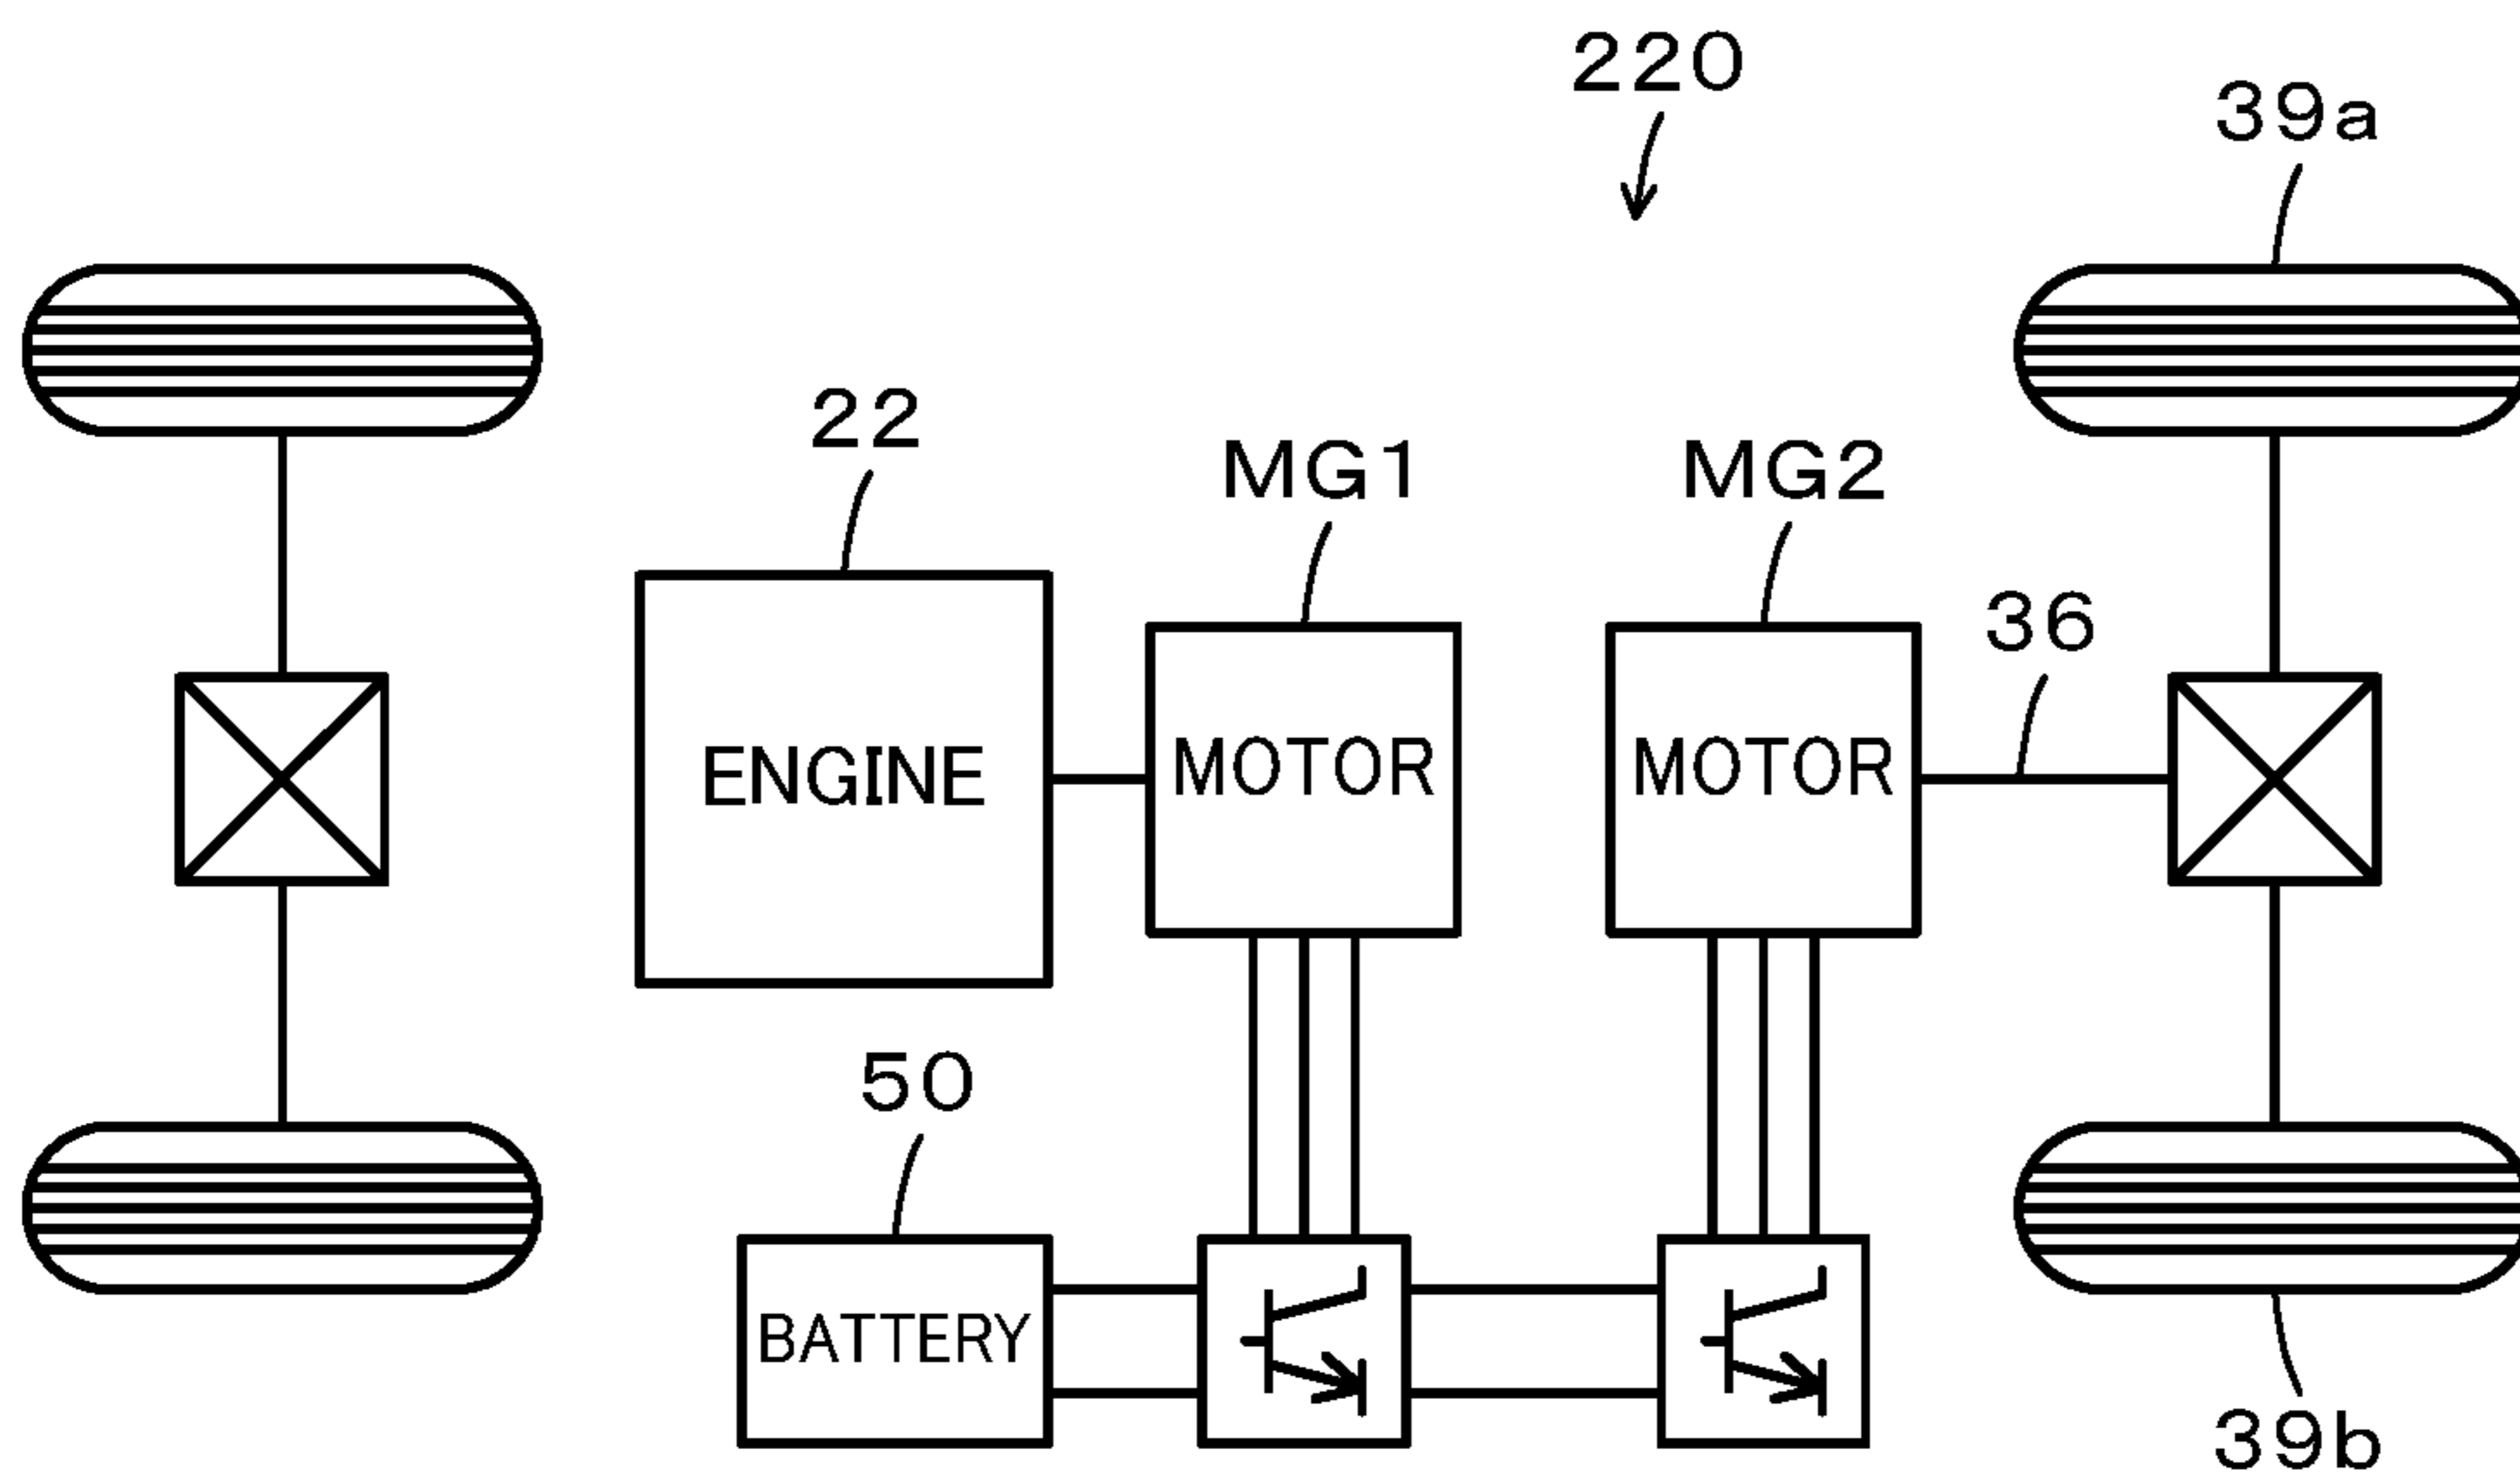 220
39a
22
MG1
MG2
36
ENGINE
MOTOR
MOTOR
50
BATTERY
39b